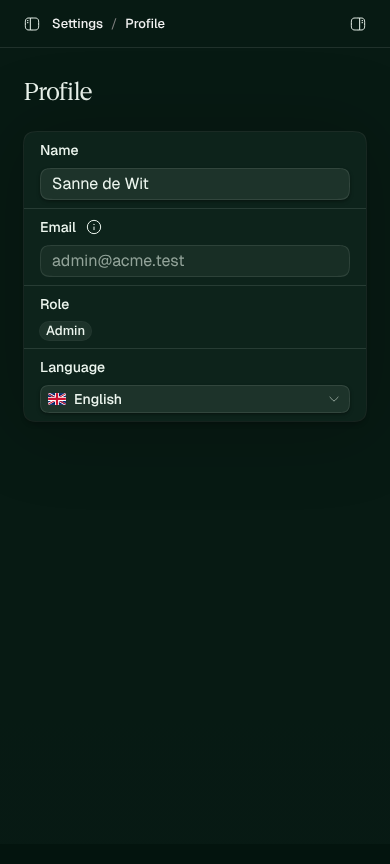 Settings / Profile
Profile
Name
Sanne de Wit
Email
admin@acme.test
Role
Admin
Language
English